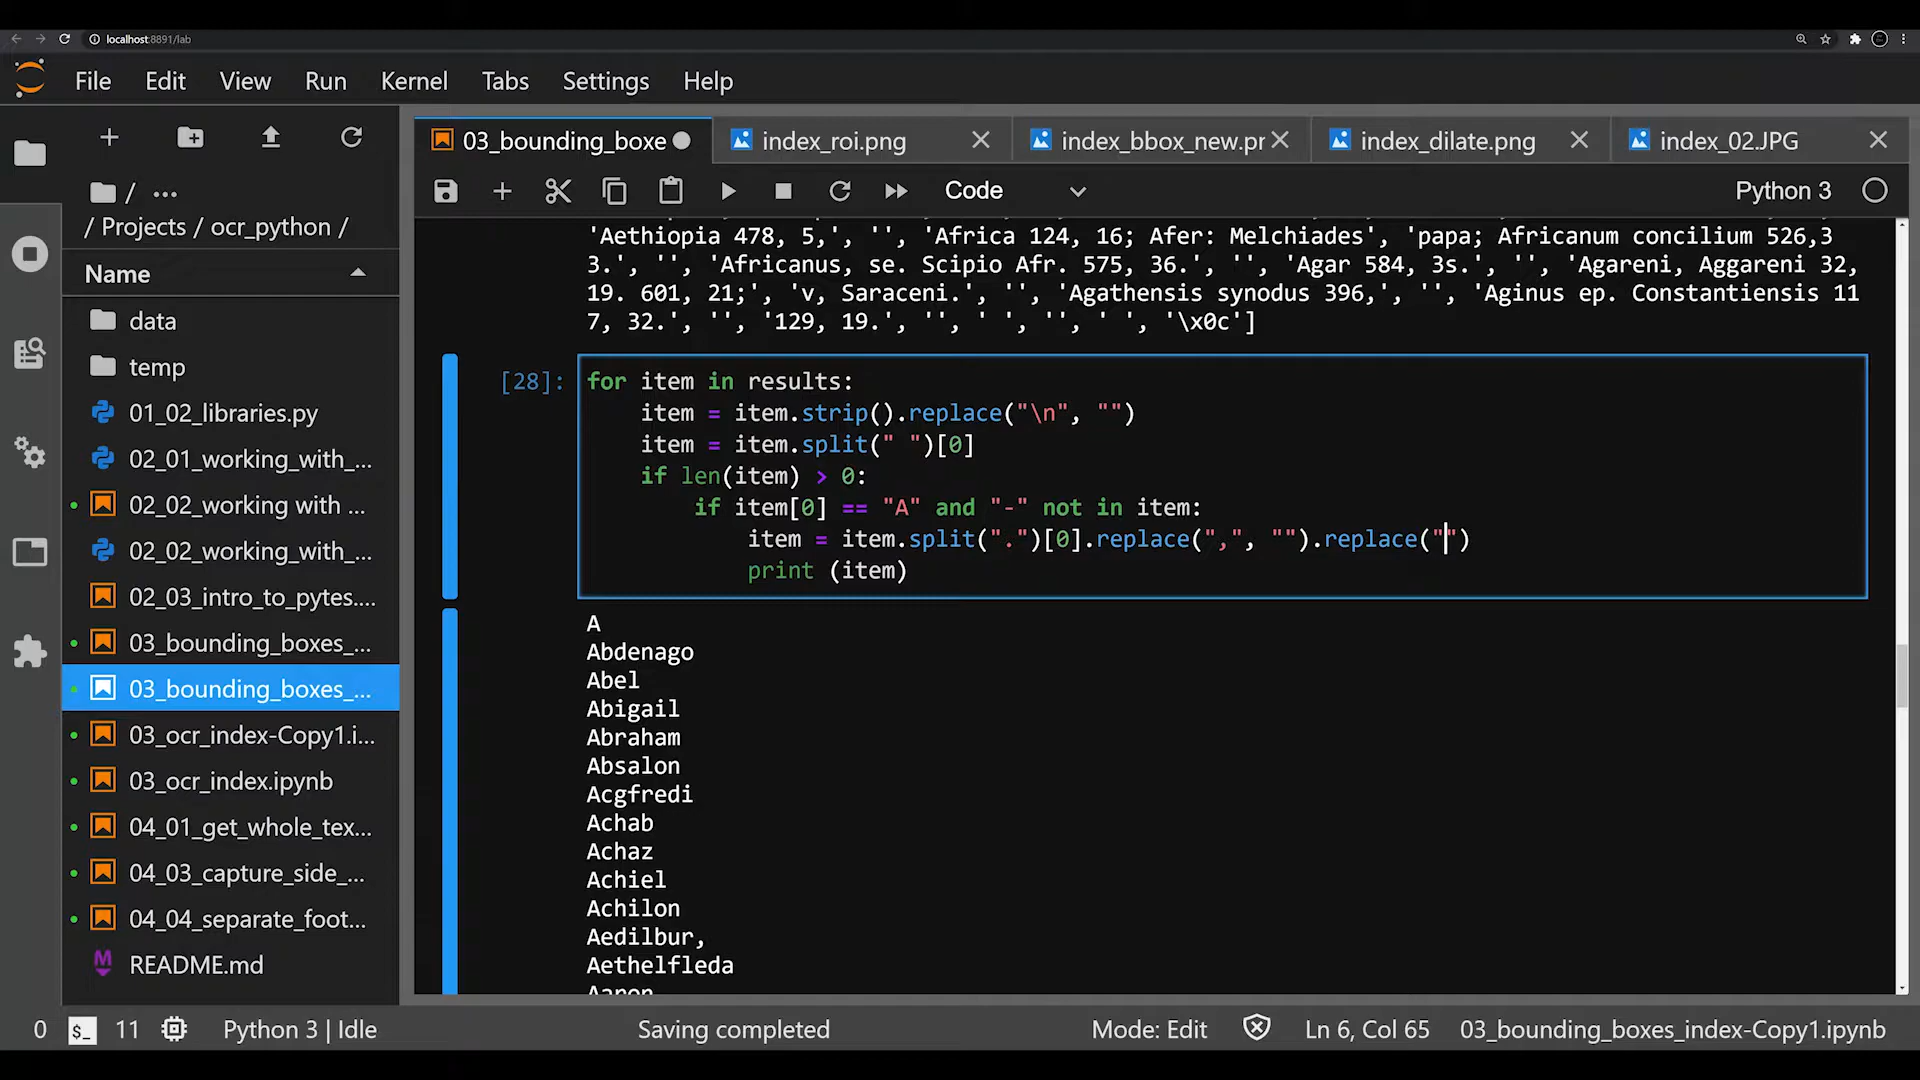 localhost:8891/lab
File Edit View Run Kernel Tabs Settings Help
03_bounding_boxe index_roi.png index_bbox_new.pr index_dilate.png index_02.JPG
Code Python 3
/ ...
/ Projects / ocr_python /
Name
data
temp
01_02_libraries.py
02_01_working_with_...
02_02_working with ...
02_02_working_with_...
02_03_intro_to_pytes....
03_bounding_boxes_...
03_bounding_boxes_...
03_ocr_index-Copy1.i...
03_ocr_index.ipynb
04_01_get_whole_tex...
04_03_capture_side_...
04_04_separate_foot...
README.md
'Aethiopia 478, 5,', '', 'Africa 124, 16; Afer: Melchiades', 'papa; Africanum concilium 526,3
3.', '', 'Africanus, se. Scipio Afr. 575, 36.', '', 'Agar 584, 3s.', '', 'Agareni, Aggareni 32,
19. 601, 21;', 'v, Saraceni.', '', 'Agathensis synodus 396,', '', 'Aginus ep. Constantiensis 11
7, 32.', '', '129, 19.', '', ' ', '', ' ', '\x0c']
[28]:
for item in results:
    item = item.strip().replace("\n", "")
    item = item.split(" ")[0]
    if len(item) > 0:
        if item[0] == "A" and "-" not in item:
            item = item.split(".")[0].replace(",", "").replace("")
            print (item)
A
Abdenago
Abel
Abigail
Abraham
Absalon
Acgfredi
Achab
Achaz
Achiel
Achilon
Aedilbur,
Aethelfleda
Aaron
0 $_ 11 Python 3 | Idle Saving completed Mode: Edit Ln 6, Col 65 03_bounding_boxes_index-Copy1.ipynb